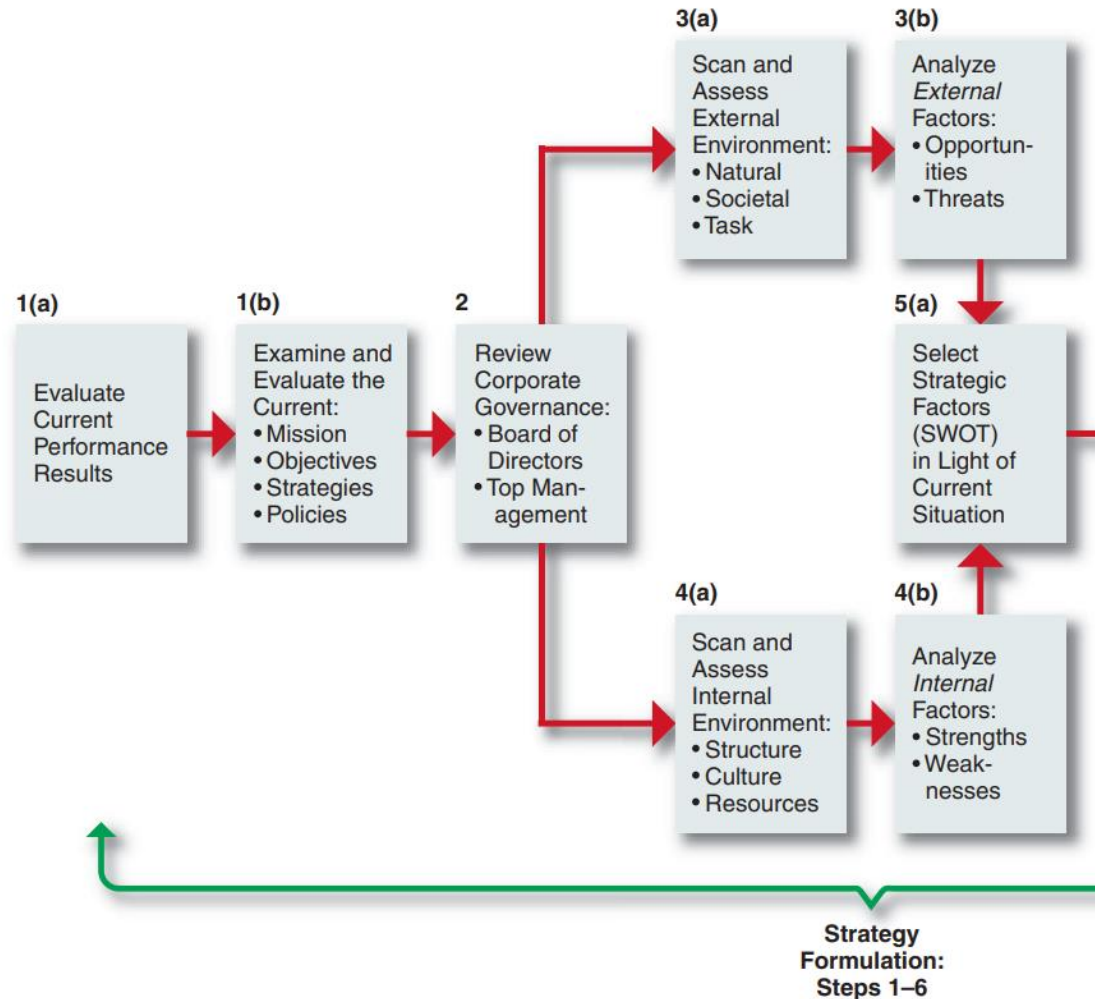 1(a)
Evaluate
Current
Performance
Results
1(b)
Examine and
Evaluate the
Current:
• Mission
• Objectives
• Strategies
• Policies
2
Review
Corporate
Governance:
• Board of
Directors
• Top Man-
agement
3(a)
Scan and
Assess
External
Environment:
• Natural
• Societal
• Task
3(b)
Analyze
External
Factors:
• Opportun-
ities
• Threats
4(a)
Scan and
Assess
Internal
Environment:
• Structure
• Culture
• Resources
4(b)
Analyze
Internal
Factors:
• Strengths
• Weak-
nesses
5(a)
Select
Strategic
Factors
(SWOT)
in Light of
Current
Situation
Strategy
Formulation:
Steps 1–6